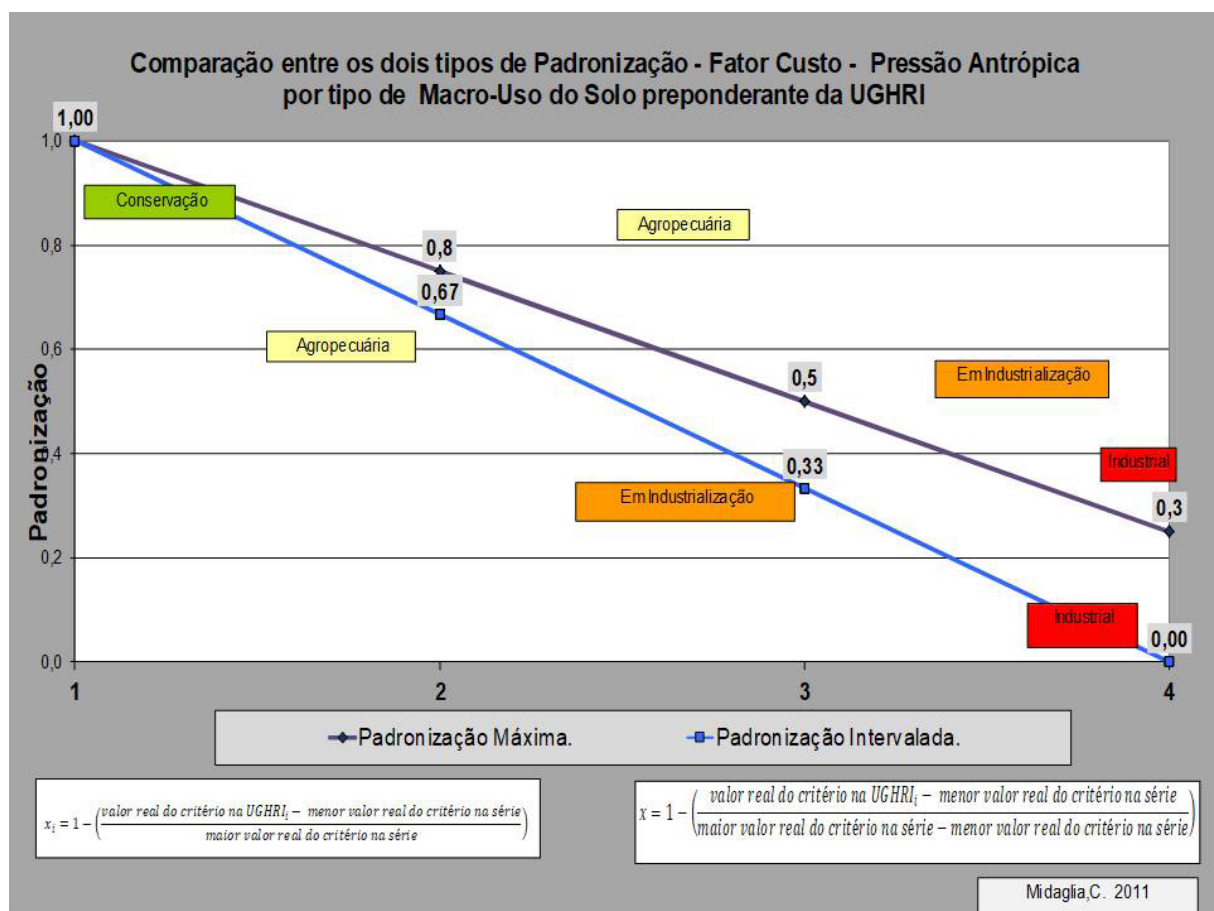 Comparação entre os dois tipos de Padronização - Fator Custo - Pressão Antrópica
por tipo de Macro-Uso do Solo preponderante da UGHRI
1,00
1,0
Conservação
Agropecuária
0,8
0,8
0,67
Agropecuária
0,6
Em Industrialização
0,5
Padronização
0,4
0,33
Industrial
Em Industrialização
0,3
0,2
Industrial
0,00
0,0
1
2
3
4
Padronização Máxima.
Padronização Intervalada.
x_i = 1 − (valor real do critério na UGHRI_i − menor valor real do critério na série / maior valor real do critério na série)
x = 1 − (valor real do critério na UGHRI_i − menor valor real do critério na série / maior valor real do critério na série − menor valor real do critério na série)
Midaglia,C. 2011